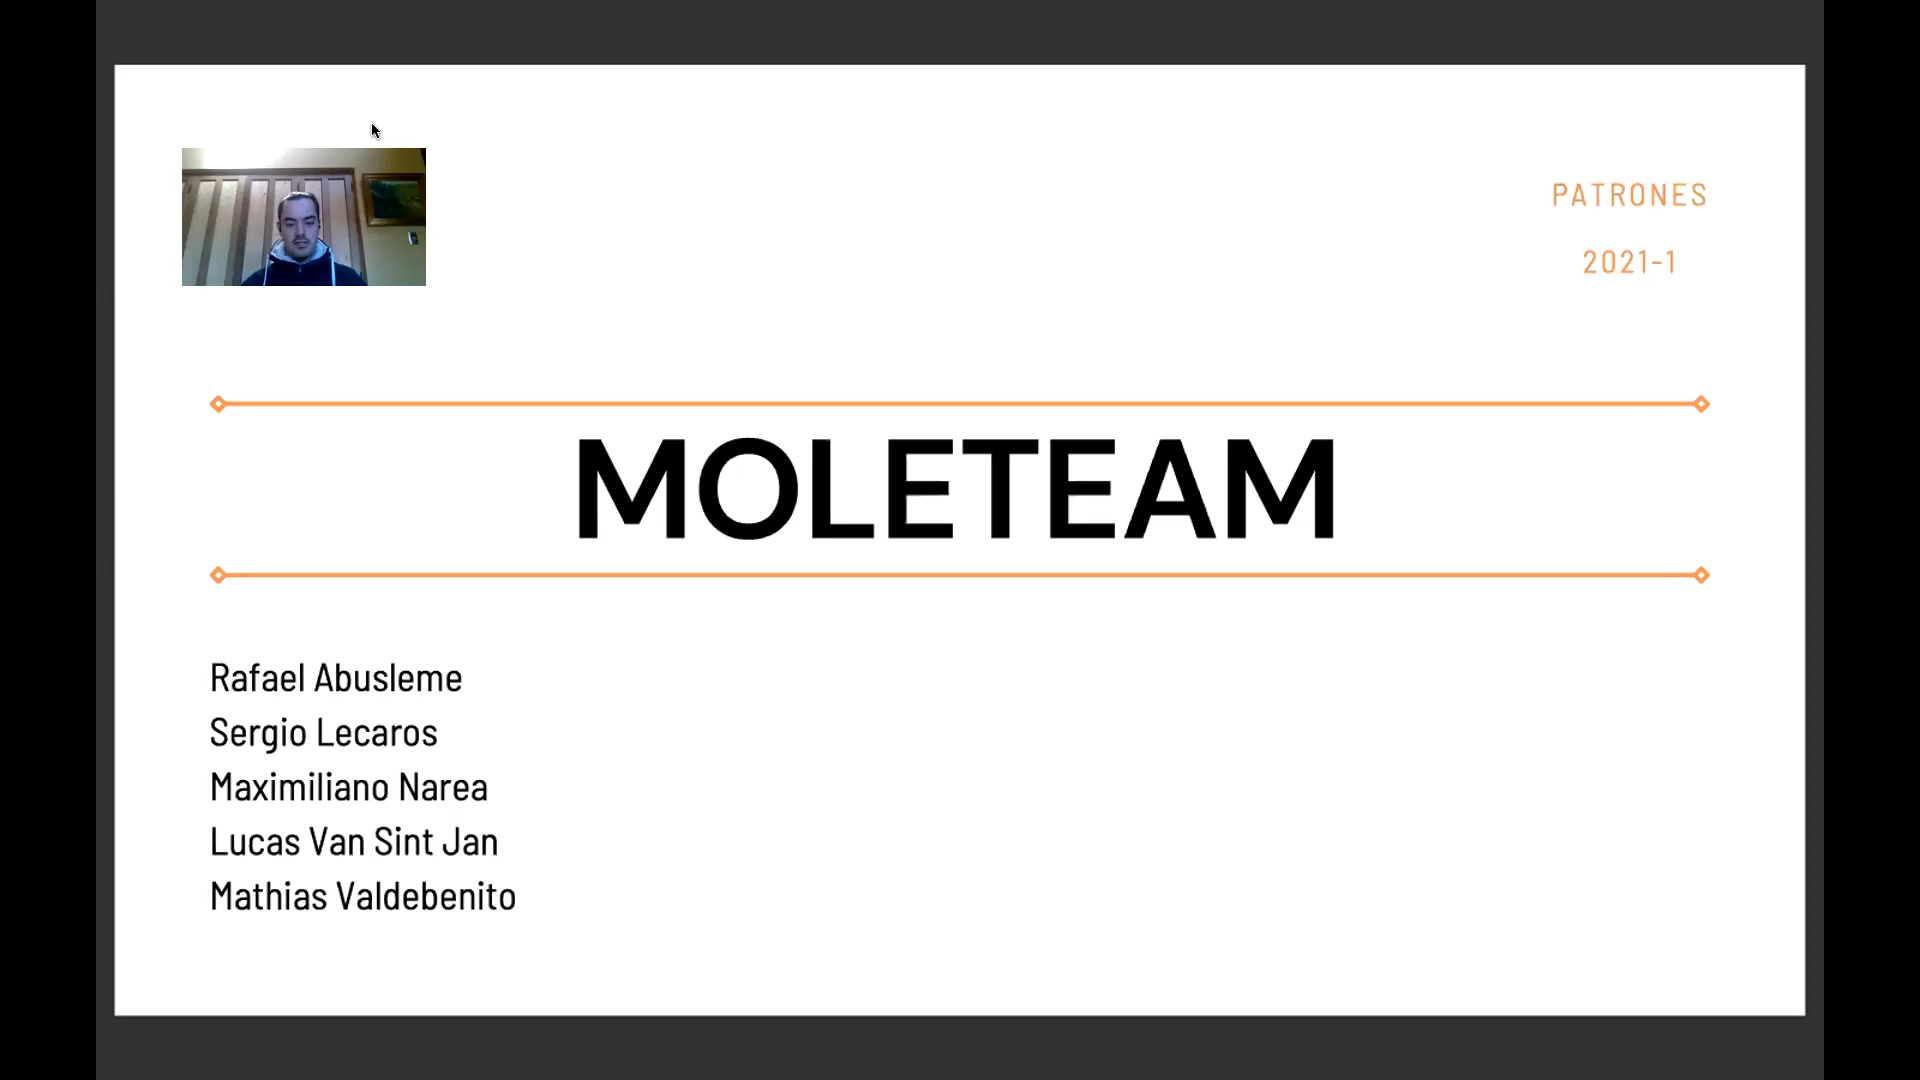 PATRONES
2021-1
MOLETEAM
Rafael Abusleme
Sergio Lecaros
Maximiliano Narea
Lucas Van Sint Jan
Mathias Valdebenito